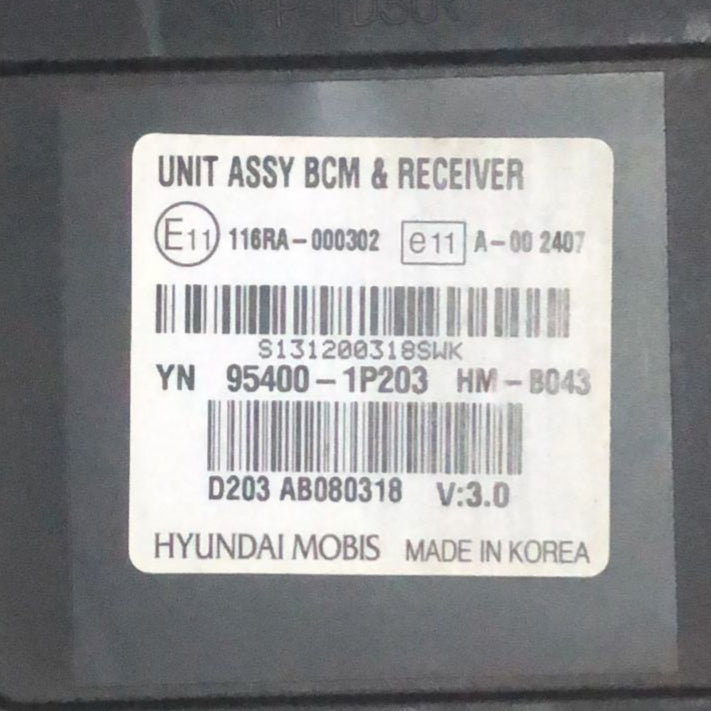 UNIT ASSY BCM & RECEIVER
E11 116RA-000302 e11 A-00 2407
S131200318SWK
YN 95400-1P203 HM-B043
D203 AB080318 V:3.0
HYUNDAI MOBIS MADE IN KOREA